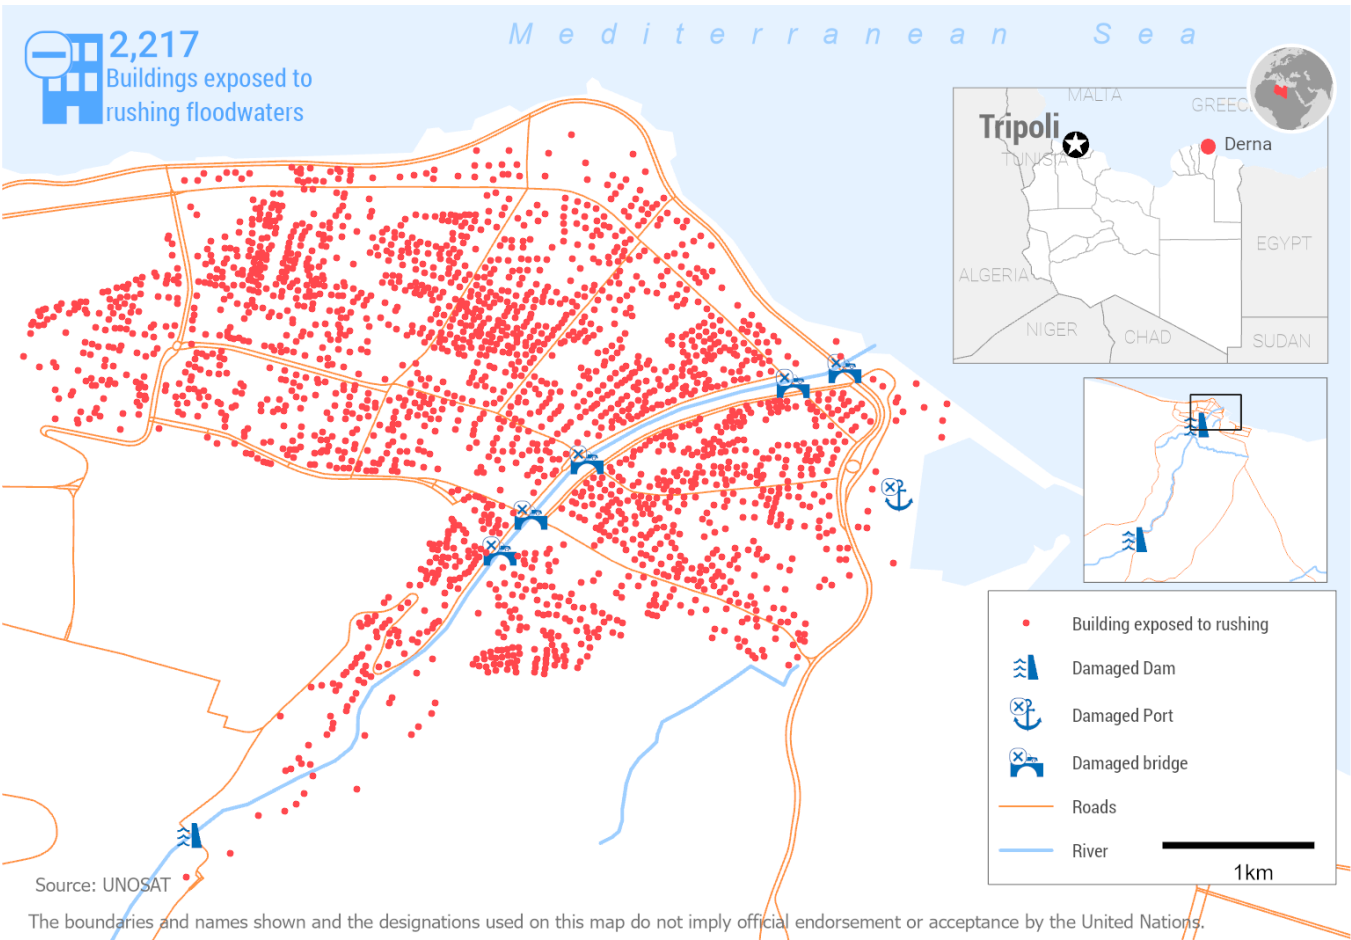 Mediterranean Sea
2,217
Buildings exposed to
rushing floodwaters
MALTA
GREECE
Tripoli
Derna
TUNISIA
EGYPT
ALGERIA
NIGER
CHAD
SUDAN
Building exposed to rushing
Damaged Dam
Damaged Port
Damaged bridge
Roads
River
1km
Source: UNOSAT
The boundaries and names shown and the designations used on this map do not imply official endorsement or acceptance by the United Nations.